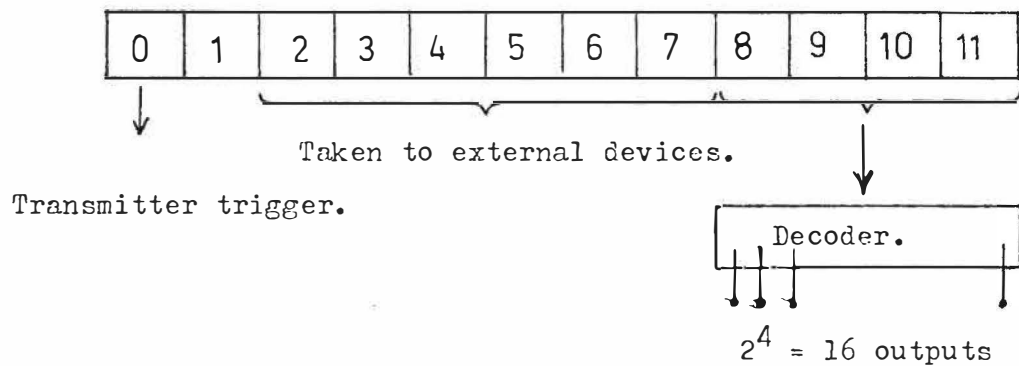 0 1 2 3 4 5 6 7 8 9 10 11
Taken to external devices.
Transmitter trigger.
Decoder.
2^4 = 16 outputs